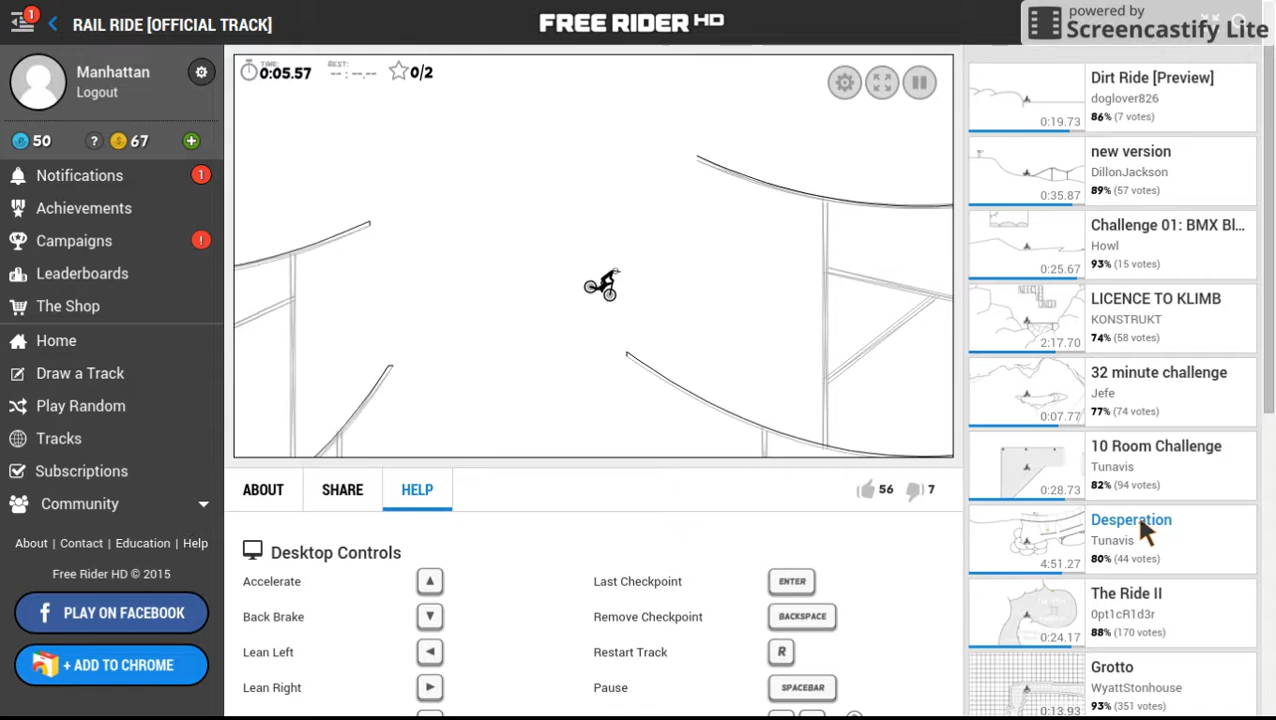 1
RAIL RIDE [OFFICIAL TRACK]
FREE RIDER HD
powered by
Screencastify Lite
Manhattan
Logout
P 50 ? $ 67
Notifications 1
Achievements
Campaigns !
Leaderboards
The Shop
Home
Draw a Track
Play Random
Tracks
Subscriptions
Community
About | Contact | Education | Help
Free Rider HD © 2015
f PLAY ON FACEBOOK
+ ADD TO CHROME
TIME: 0:05.57 BEST: -- : --.-- 0/2
ABOUT SHARE HELP 56 7
Desktop Controls
Accelerate
Back Brake
Lean Left
Lean Right
Last Checkpoint ENTER
Remove Checkpoint BACKSPACE
Restart Track R
Pause SPACEBAR
Dirt Ride [Preview]
doglover826
0:19.73 86% (7 votes)
new version
DillonJackson
0:35.87 89% (57 votes)
Challenge 01: BMX Bl...
Howl
0:25.67 93% (15 votes)
LICENCE TO KLIMB
KONSTRUKT
2:17.70 74% (58 votes)
32 minute challenge
Jefe
0:07.77 77% (74 votes)
10 Room Challenge
Tunavis
0:28.73 82% (94 votes)
Desperation
Tunavis
4:51.27 80% (44 votes)
The Ride II
0pt1cR1d3r
0:24.17 88% (170 votes)
Grotto
WyattStonhouse
0:13.93 93% (351 votes)